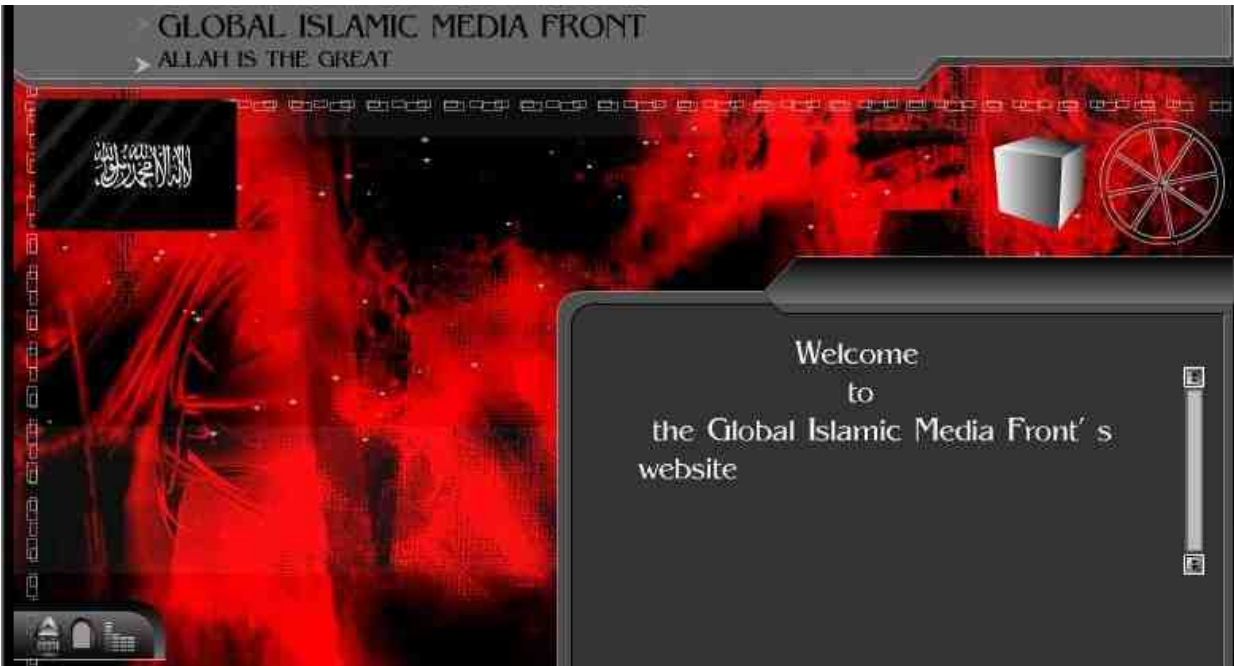 GLOBAL ISLAMIC MEDIA FRONT
ALLAH IS THE GREAT
لا إله إلا الله محمد رسول الله
Welcome
to
the Global Islamic Media Front' s
website